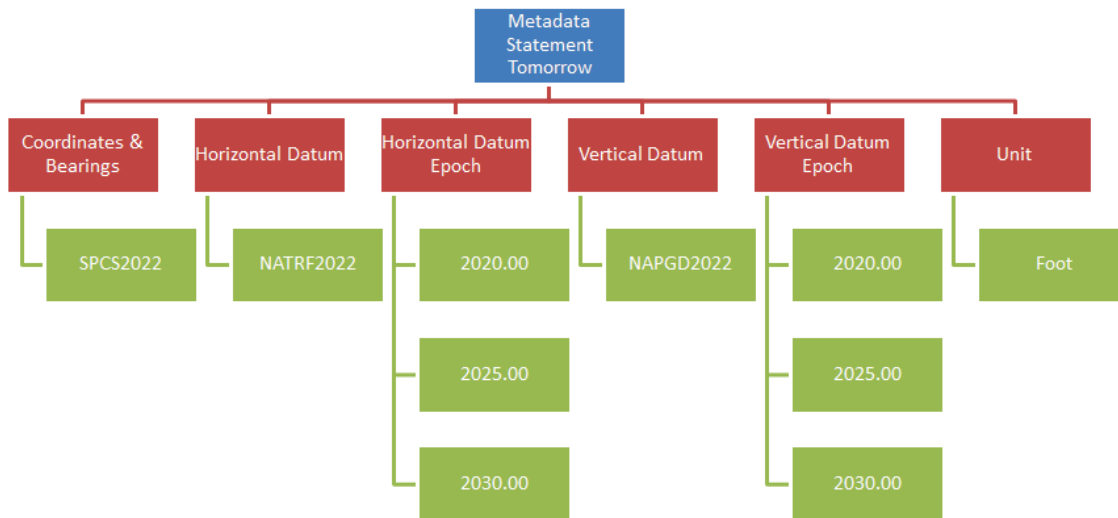 Metadada
Statement
Tomorrow
Coordinates &
Bearings
Horizontal Datum
Horizontal Datum
Epoch
Vertical Datum
Vertical Datum
Epoch
Unit
SPCS2022
NATRF2022
2020.00
NAPGD2022
2020.00
Foot
2025.00
2025.00
2030.00
2030.00